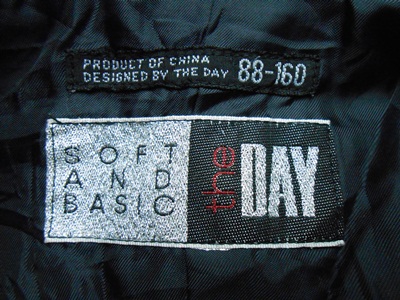 PRODUCT OF CHINA
DESIGNED BY THE DAY 88-160
SOFT
AND
BASIC
the DAY